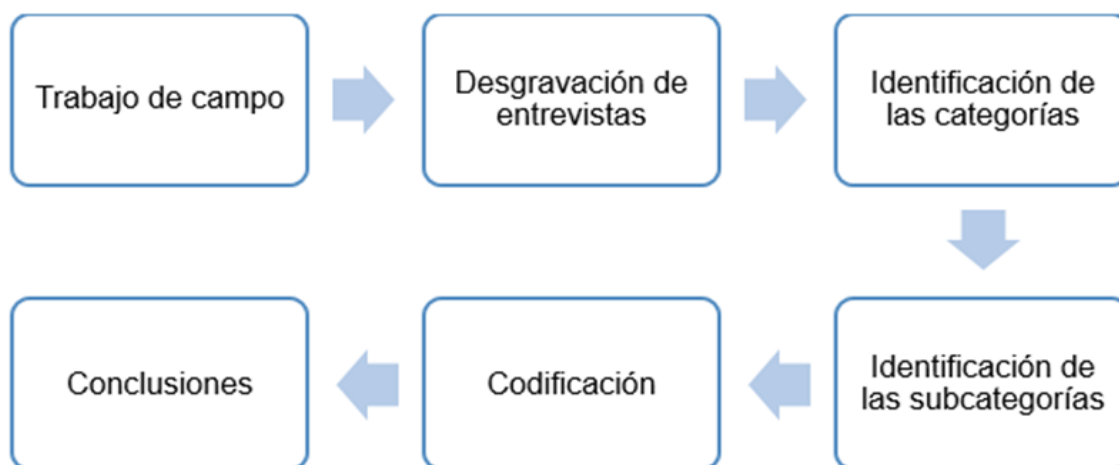 Trabajo de campo
Desgravación de
entrevistas
Identificación de
las categorías
Identificación de
las subcategorías
Codificación
Conclusiones